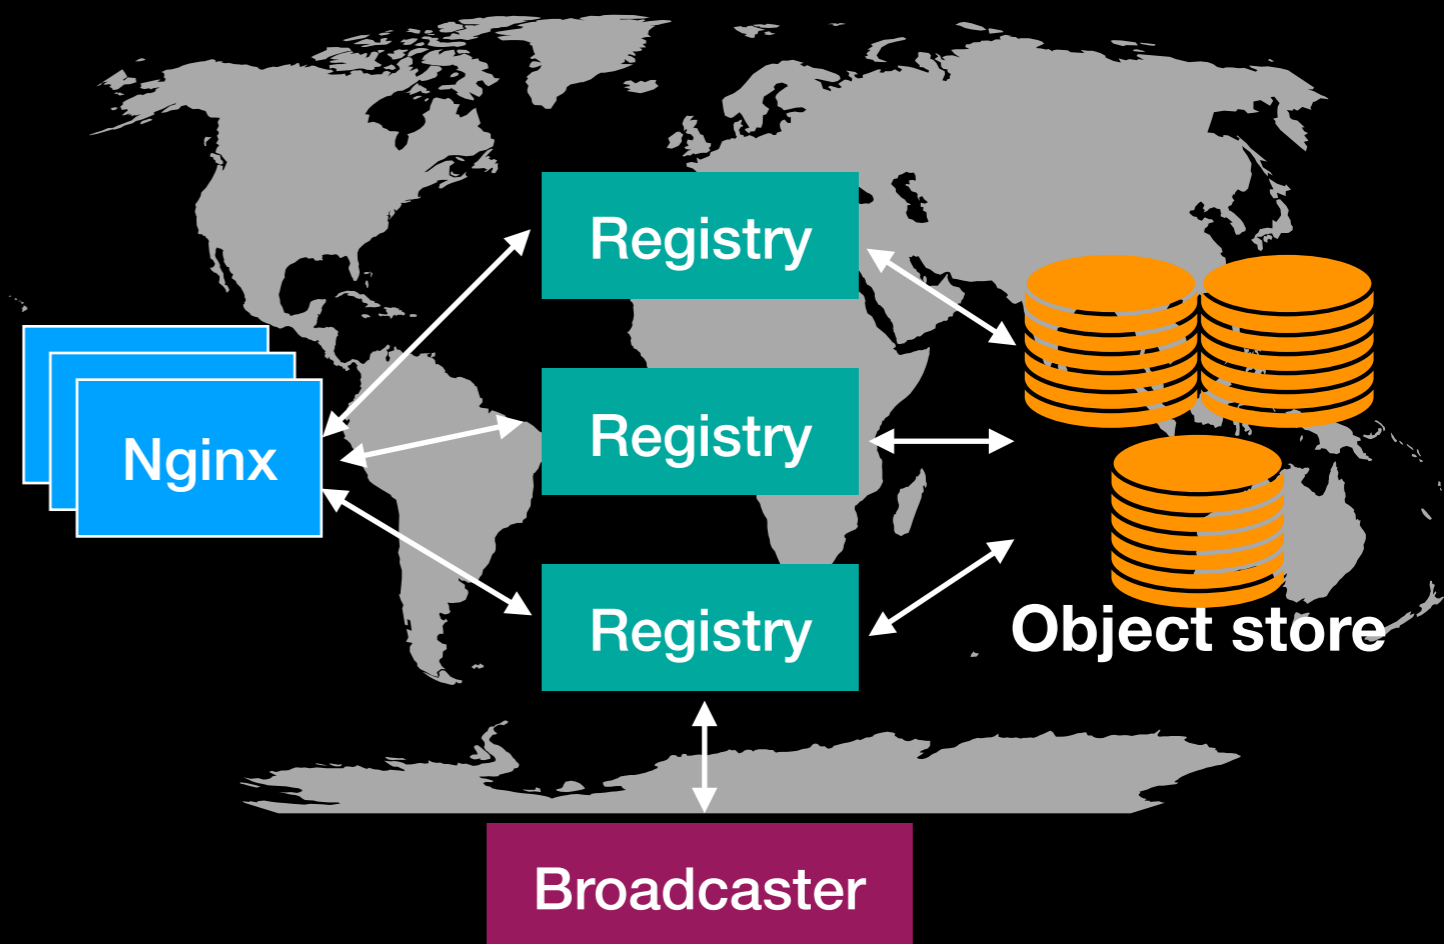 Registry
Nginx
Registry
Registry
Object store
Broadcaster